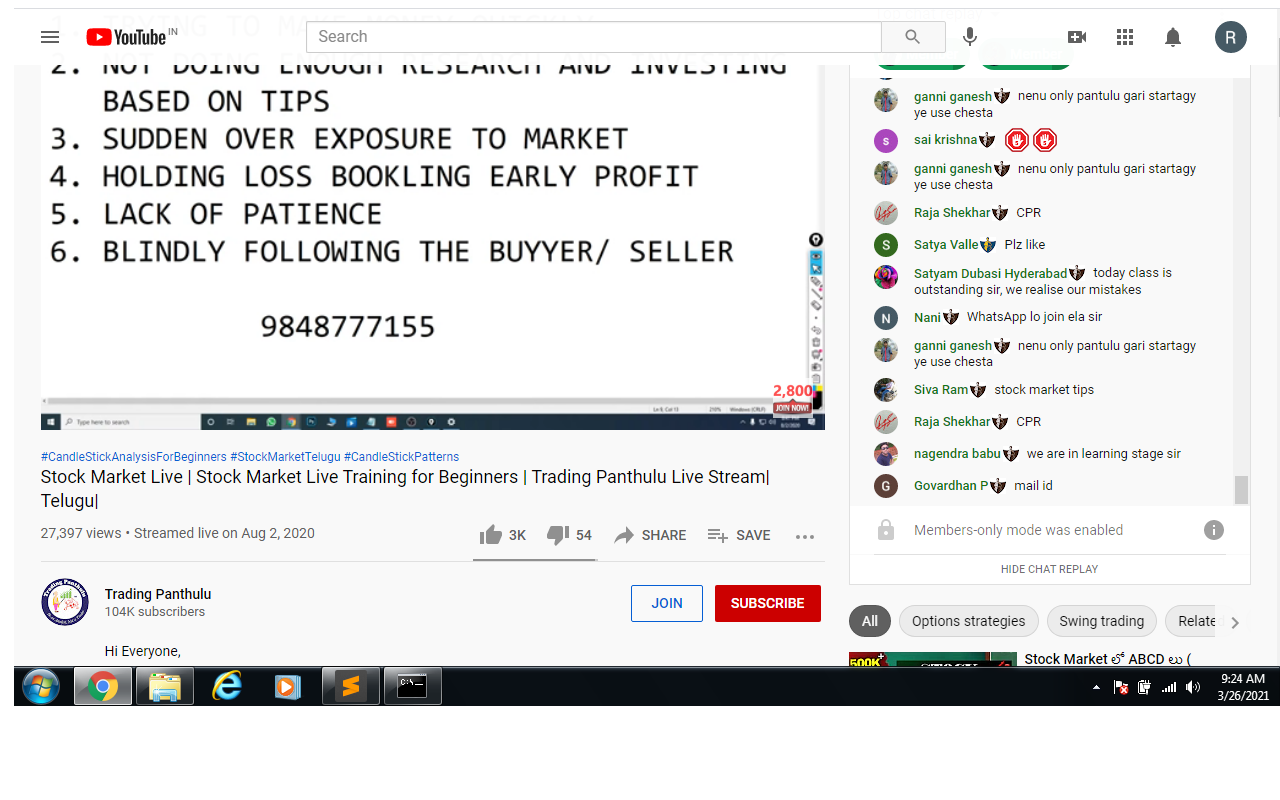 1. TRYING TO MAKE MONEY QUICKLY
YouTube IN
Search
R
2. NOT DOING ENOUGH RESEARCH AND INVESTING
BASED ON TIPS
3. SUDDEN OVER EXPOSURE TO MARKET
4. HOLDING LOSS BOOKLING EARLY PROFIT
5. LACK OF PATIENCE
6. BLINDLY FOLLOWING THE BUYYER/ SELLER
9848777155
2,800
JOIN NOW!
Type here to search
#CandleStickAnalysisForBeginners #StockMarketTelugu #CandleStickPatterns
Stock Market Live | Stock Market Live Training for Beginners | Trading Panthulu Live Stream|
Telugu|
27,397 views • Streamed live on Aug 2, 2020
3K
54
SHARE
SAVE
Trading Panthulu
104K subscribers
JOIN
SUBSCRIBE
Hi Everyone,
ganni ganesh nenu only pantulu gari startagy
ye use chesta
S
sai krishna
ganni ganesh nenu only pantulu gari startagy
ye use chesta
Raja Shekhar CPR
S
Satya Valle Plz like
Satyam Dubasi Hyderabad today class is
outstanding sir, we realise our mistakes
N
Nani WhatsApp lo join ela sir
ganni ganesh nenu only pantulu gari startagy
ye use chesta
Siva Ram stock market tips
Raja Shekhar CPR
nagendra babu we are in learning stage sir
G
Govardhan P mail id
Members-only mode was enabled
HIDE CHAT REPLAY
All
Options strategies
Swing trading
Relate
500K+
Stock Market లో ABCD లు (
9:24 AM
3/26/2021